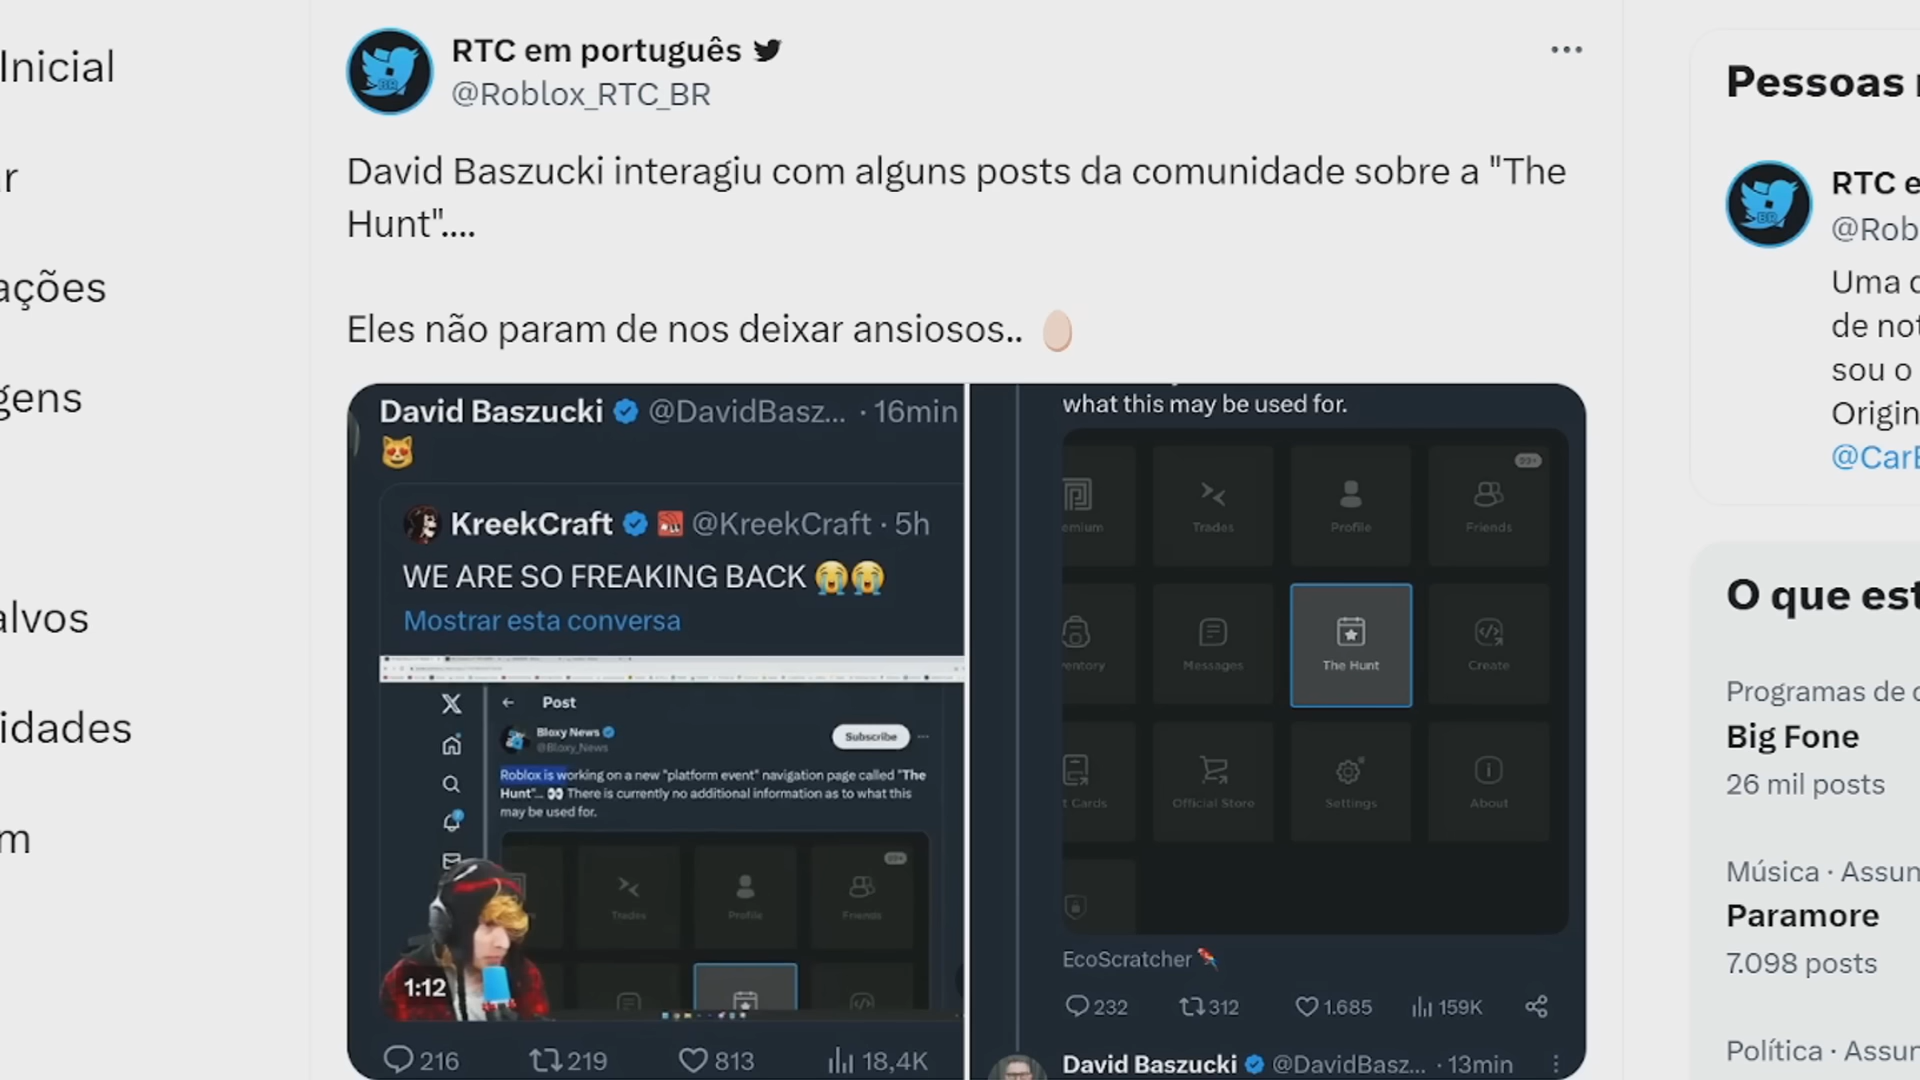 Inicial
ações
RTC em português
@Roblox_RTC_BR
David Baszucki interagiu com alguns posts da comunidade sobre a "The
Hunt"....
Eles não param de nos deixar ansiosos..
David Baszucki @DavidBasz... · 16min
KreekCraft @KreekCraft · 5h
WE ARE SO FREAKING BACK
Mostrar esta conversa
Post
Bloxy News
@Bloxy_News
Subscribe
Roblox is working on a new "platform event" navigation page called "The
Hunt"... There is currently no additional information as to what this
may be used for.
99+
Trades
Profile
Friends
1:12
216
219
813
18,4K
what this may be used for.
99+
emium
Trades
Profile
Friends
entory
Messages
The Hunt
Create
t Cards
Official Store
Settings
About
EcoScratcher
232
312
1.685
159K
David Baszucki @DavidBasz... · 13min
Pessoas
RTC e
@Rob
Uma
de not
sou o
Origin
@Car
O que est
Programas de
Big Fone
26 mil posts
Música · Assun
Paramore
7.098 posts
Política · Assun
r
gens
alvos
idades
m